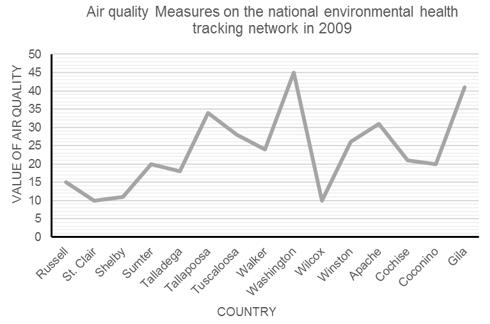 Air quality Measures on the national environmental health
tracking network in 2009
VALUE OF AIR QUALITY
50
45
40
35
30
25
20
15
10
5
0
Russell
St. Clair
Shelby
Sumter
Talladega
Tallapoosa
Tuscaloosa
Walker
Washington
Wilcox
Winston
Apache
Cochise
Coconino
Gila
COUNTRY